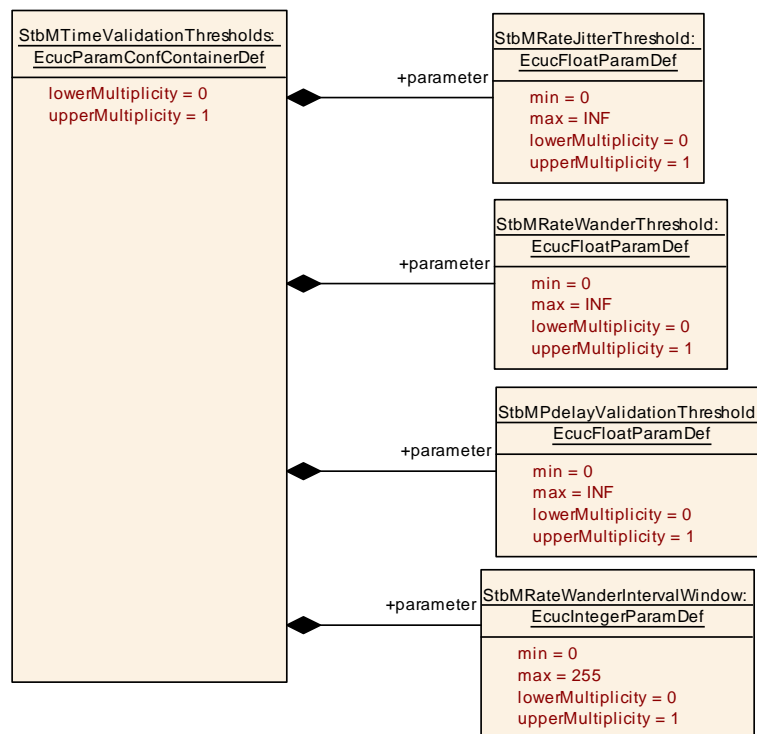 StbMTimeValidationThresholds:
EcucParamConfContainerDef
lowerMultiplicity = 0
upperMultiplicity = 1
+parameter
StbMRateJitterThreshold:
EcucFloatParamDef
min = 0
max = INF
lowerMultiplicity = 0
upperMultiplicity = 1
+parameter
StbMRateWanderThreshold:
EcucFloatParamDef
min = 0
max = INF
lowerMultiplicity = 0
upperMultiplicity = 1
+parameter
StbMPdelayValidationThreshold
EcucFloatParamDef
min = 0
max = INF
lowerMultiplicity = 0
upperMultiplicity = 1
+parameter
StbMRateWanderIntervalWindow:
EcucIntegerParamDef
min = 0
max = 255
lowerMultiplicity = 0
upperMultiplicity = 1